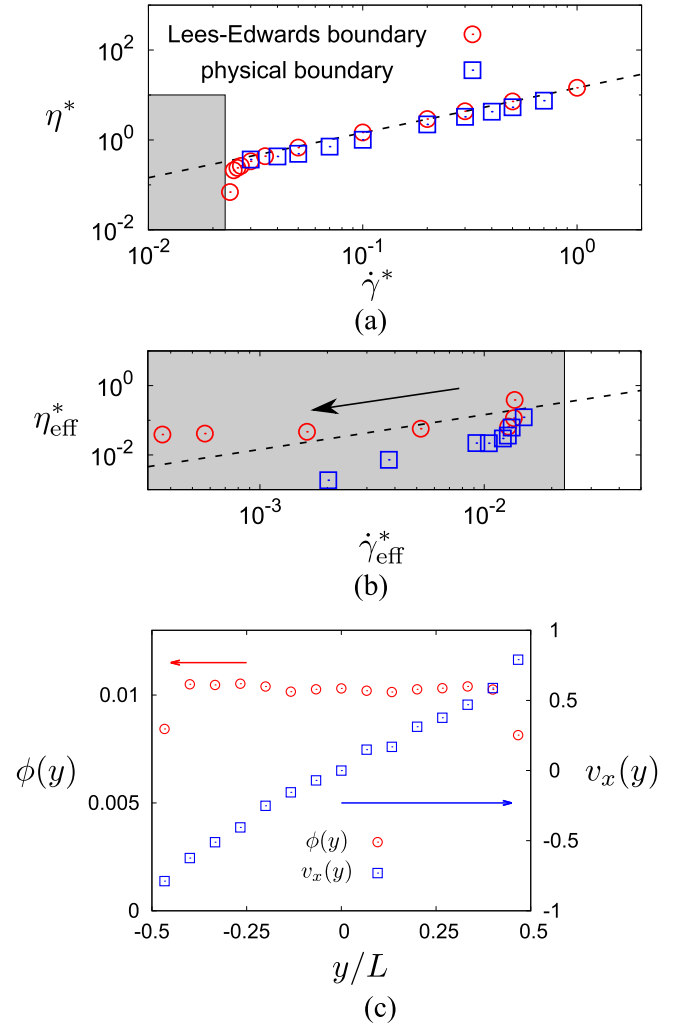 10^2
Lees-Edwards boundary
physical boundary
η*
10^0
10^-2
10^-2
10^-1
10^0
γ̇*
(a)
10^0
η*eff
10^-2
10^-3
10^-2
γ̇*eff
(b)
1
0.01
0.5
ϕ(y)
0
vx(y)
0.005
ϕ(y)
-0.5
vx(y)
0
-1
-0.5
-0.25
0
0.25
0.5
y/L
(c)